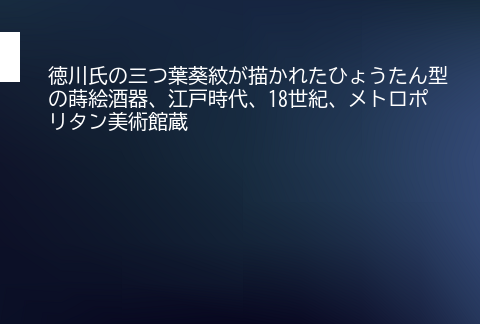 徳川氏の三つ葉葵紋が描かれたひょうたん型
の蒔絵酒器、江戸時代、18世紀、メトロポ
リタン美術館蔵